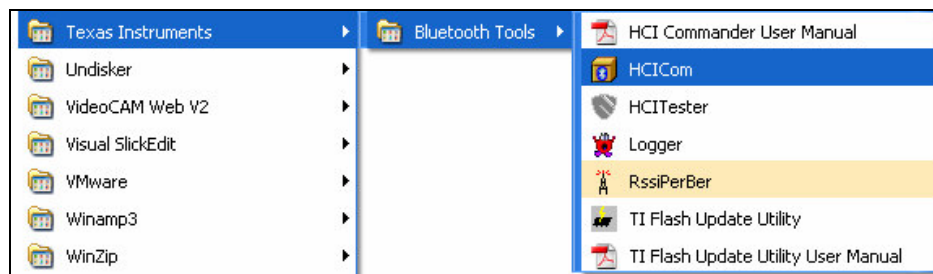 Texas Instruments
Undisker
VideoCAM Web V2
Visual SlickEdit
VMware
Winamp3
WinZip
Bluetooth Tools
HCI Commander User Manual
HCICom
HCITester
Logger
RssiPerBer
TI Flash Update Utility
TI Flash Update Utility User Manual